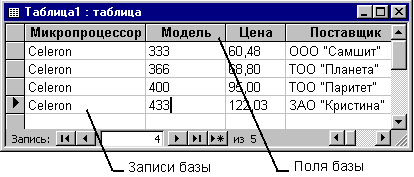 Таблица1 : таблица
Микропроцессор Модель Цена Поставщик
Celeron 333 60,48 ООО "Самшит"
Celeron 366 68,80 ТОО "Планета"
Celeron 400 95,00 ТОО "Паритет"
Celeron 433 122,03 ЗАО "Кристина"
Запись: 4 из 5
Записи базы Поля базы